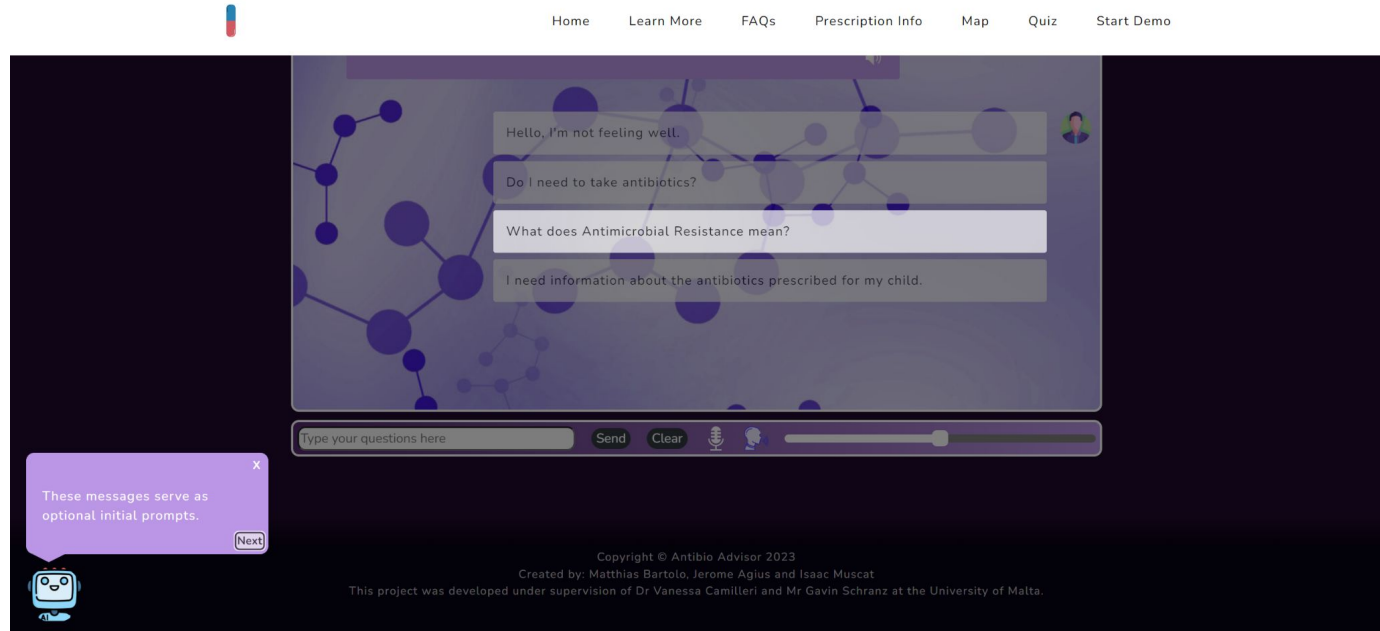 Home Learn More FAQs Prescription Info Map Quiz Start Demo
Hello, I'm not feeling well.
Do I need to take antibiotics?
What does Antimicrobial Resistance mean?
I need information about the antibiotics prescribed for my child.
Type your questions here Send Clear
x
These messages serve as
optional initial prompts.
Next
AI
Copyright © Antibio Advisor 2023
Created by: Matthias Bartolo, Jerome Agius and Isaac Muscat
This project was developed under supervision of Dr Vanessa Camilleri and Mr Gavin Schranz at the University of Malta.